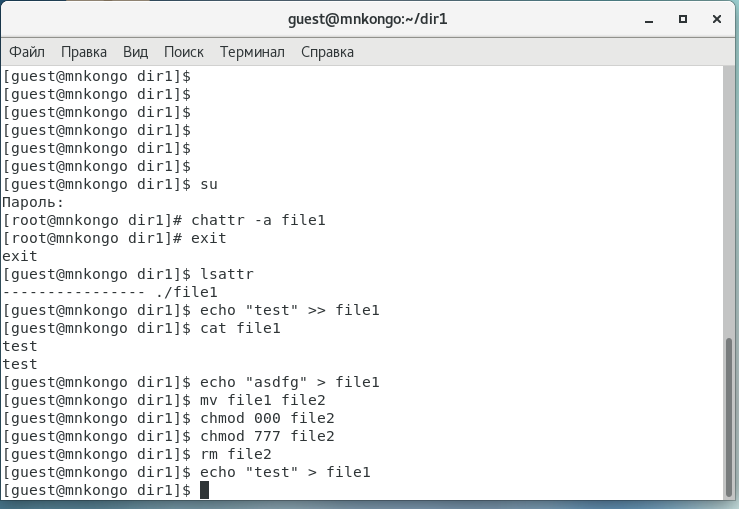 guest@mnkongo:~/dir1
Файл Правка Вид Поиск Терминал Справка
[guest@mnkongo dir1]$
[guest@mnkongo dir1]$
[guest@mnkongo dir1]$
[guest@mnkongo dir1]$
[guest@mnkongo dir1]$
[guest@mnkongo dir1]$
[guest@mnkongo dir1]$ su
Пароль:
[root@mnkongo dir1]# chattr -a file1
[root@mnkongo dir1]# exit
exit
[guest@mnkongo dir1]$ lsattr
---------------- ./file1
[guest@mnkongo dir1]$ echo "test" >> file1
[guest@mnkongo dir1]$ cat file1
test
test
[guest@mnkongo dir1]$ echo "asdfg" > file1
[guest@mnkongo dir1]$ mv file1 file2
[guest@mnkongo dir1]$ chmod 000 file2
[guest@mnkongo dir1]$ chmod 777 file2
[guest@mnkongo dir1]$ rm file2
[guest@mnkongo dir1]$ echo "test" > file1
[guest@mnkongo dir1]$